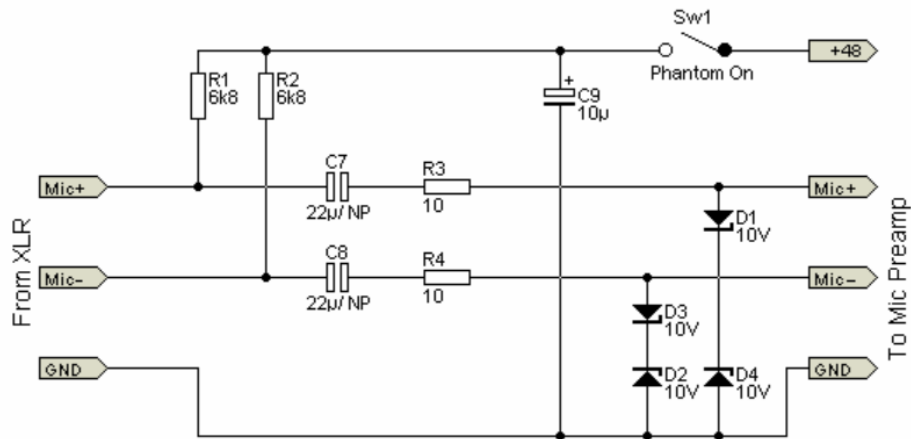 Sw1
+48
Phantom On
R1
6k8
R2
6k8
+
C9
10µ
C7
22µ/ NP
R3
10
Mic+
Mic+
D1
10V
C8
22µ/ NP
R4
10
Mic-
Mic-
D3
10V
D2
10V
D4
10V
GND
GND
From XLR
To Mic Preamp